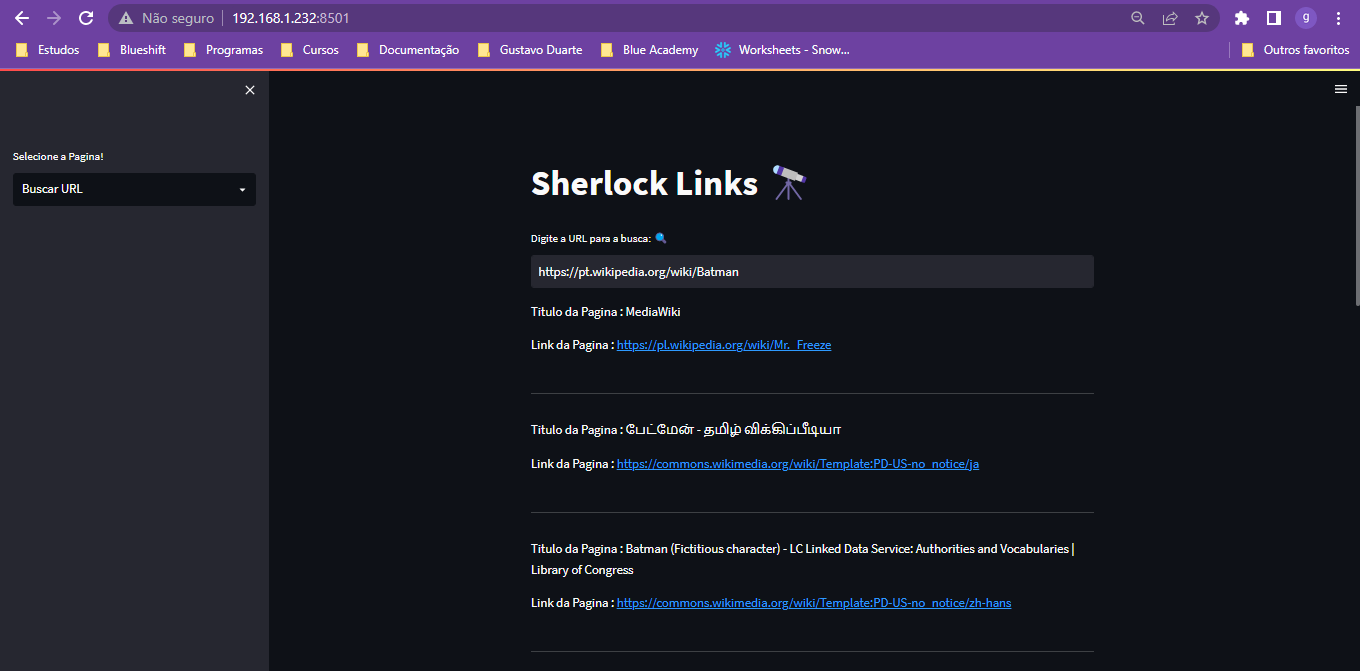 Não seguro
192.168.1.232:8501
g
Estudos
Blueshift
Programas
Cursos
Documentação
Gustavo Duarte
Blue Academy
Worksheets - Snow...
Outros favoritos
Selecione a Pagina!
Buscar URL
Sherlock Links
Digite a URL para a busca:
https://pt.wikipedia.org/wiki/Batman
Titulo da Pagina : MediaWiki
Link da Pagina : https://pl.wikipedia.org/wiki/Mr._Freeze
Titulo da Pagina : பேட்மேன் - தமிழ் விக்கிப்பீடியா
Link da Pagina : https://commons.wikimedia.org/wiki/Template:PD-US-no_notice/ja
Titulo da Pagina : Batman (Fictitious character) - LC Linked Data Service: Authorities and Vocabularies |
Library of Congress
Link da Pagina : https://commons.wikimedia.org/wiki/Template:PD-US-no_notice/zh-hans